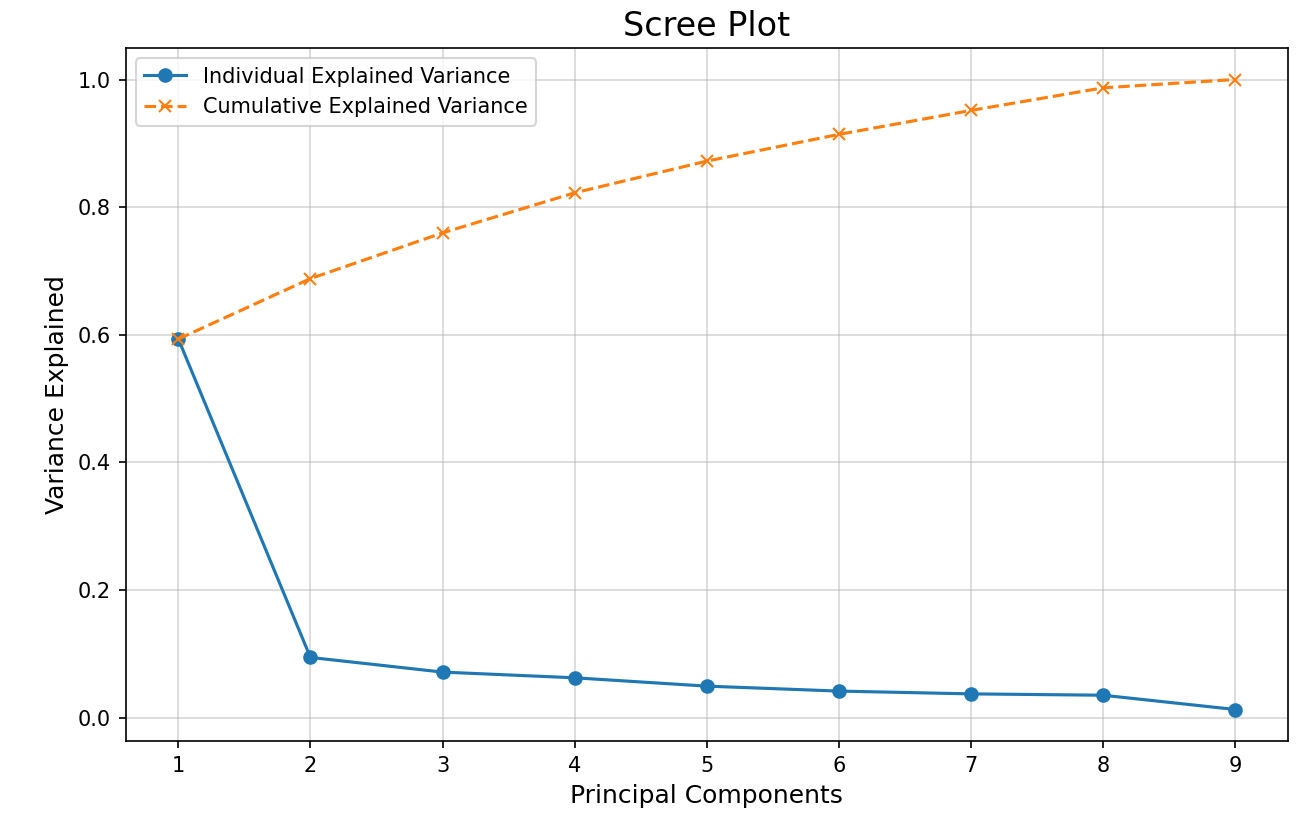 Scree Plot
Individual Explained Variance
Cumulative Explained Variance
Variance Explained
1.0
0.8
0.6
0.4
0.2
0.0
1 2 3 4 5 6 7 8 9
Principal Components